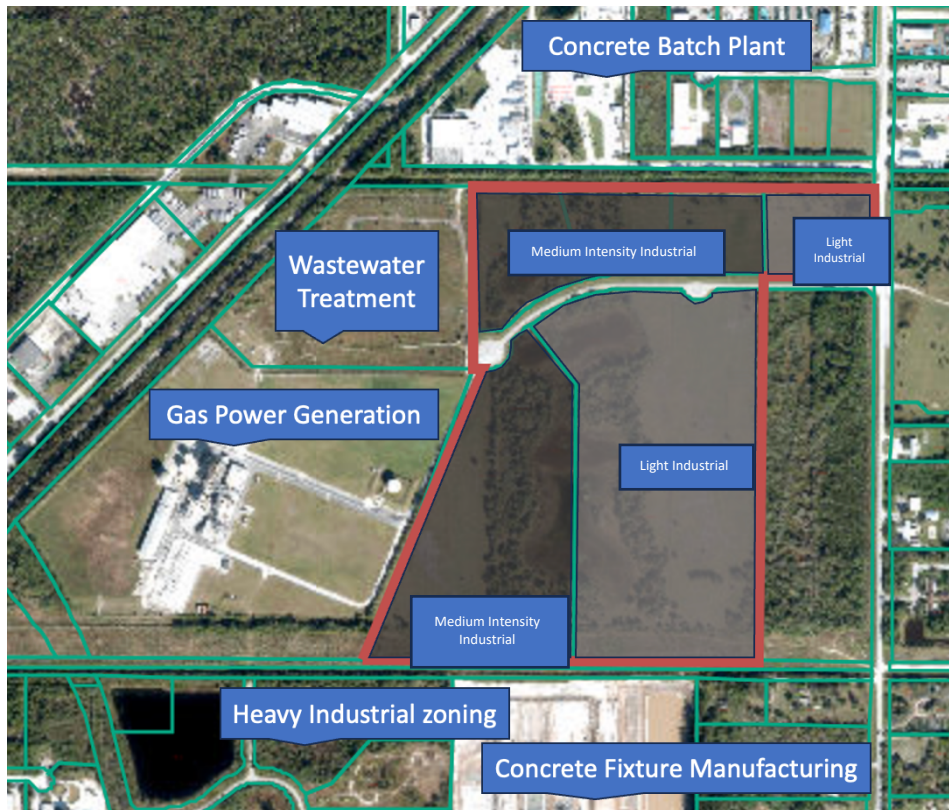 Concrete Batch Plant
Medium Intensity Industrial
Light
Industrial
Wastewater
Treatment
Gas Power Generation
Light Industrial
Medium Intensity
Industrial
Heavy Industrial zoning
Concrete Fixture Manufacturing